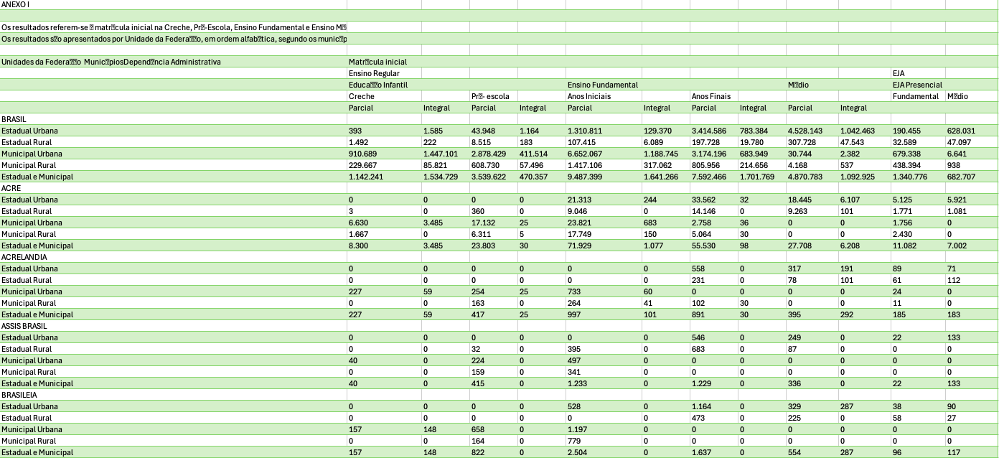 ANEXO I
Os resultados referem-se � matr�cula inicial na Creche, Pr�-Escola, Ensino Fundamental e Ensino M�
Os resultados s�o apresentados por Unidade da Federa��o, em ordem alfab�tica, segundo os munic�p
Unidades da Federa��o Munic�piosDepend�ncia Administrativa Matr�cula inicial
Ensino Regular EJA
Educa��o Infantil Ensino Fundamental M�dio EJA Presencial
Creche Pr�- escola Anos Iniciais Anos Finais Fundamental M�dio
Parcial Integral Parcial Integral Parcial Integral Parcial Integral Parcial Integral
BRASIL
Estadual Urbana 393 1.585 43.948 1.164 1.310.811 129.370 3.414.586 783.384 4.528.143 1.042.463 190.455 628.031
Estadual Rural 1.492 222 8.515 183 107.415 6.089 197.728 19.780 307.728 47.543 32.589 47.097
Municipal Urbana 910.689 1.447.101 2.878.429 411.514 6.652.067 1.188.745 3.174.196 683.949 30.744 2.382 679.338 6.641
Municipal Rural 229.667 85.821 608.730 57.496 1.417.106 317.062 805.956 214.656 4.168 537 438.394 938
Estadual e Municipal 1.142.241 1.534.729 3.539.622 470.357 9.487.399 1.641.266 7.592.466 1.701.769 4.870.783 1.092.925 1.340.776 682.707
ACRE
Estadual Urbana 0 0 0 0 21.313 244 33.562 32 18.445 6.107 5.125 5.921
Estadual Rural 3 0 360 0 9.046 0 14.146 0 9.263 101 1.771 1.081
Municipal Urbana 6.630 3.485 17.132 25 23.821 683 2.758 36 0 0 1.756 0
Municipal Rural 1.667 0 6.311 5 17.749 150 5.064 30 0 0 2.430 0
Estadual e Municipal 8.300 3.485 23.803 30 71.929 1.077 55.530 98 27.708 6.208 11.082 7.002
ACRELANDIA
Estadual Urbana 0 0 0 0 0 0 558 0 317 191 89 71
Estadual Rural 0 0 0 0 0 0 231 0 78 101 61 112
Municipal Urbana 227 59 254 25 733 60 0 0 0 0 24 0
Municipal Rural 0 0 163 0 264 41 102 30 0 0 11 0
Estadual e Municipal 227 59 417 25 997 101 891 30 395 292 185 183
ASSIS BRASIL
Estadual Urbana 0 0 0 0 0 0 546 0 249 0 22 133
Estadual Rural 0 0 32 0 395 0 683 0 87 0 0 0
Municipal Urbana 40 0 224 0 497 0 0 0 0 0 0 0
Municipal Rural 0 0 159 0 341 0 0 0 0 0 0 0
Estadual e Municipal 40 0 415 0 1.233 0 1.229 0 336 0 22 133
BRASILEIA
Estadual Urbana 0 0 0 0 528 0 1.164 0 329 287 38 90
Estadual Rural 0 0 0 0 0 0 473 0 225 0 58 27
Municipal Urbana 157 148 658 0 1.197 0 0 0 0 0 0 0
Municipal Rural 0 0 164 0 779 0 0 0 0 0 0 0
Estadual e Municipal 157 148 822 0 2.504 0 1.637 0 554 287 96 117